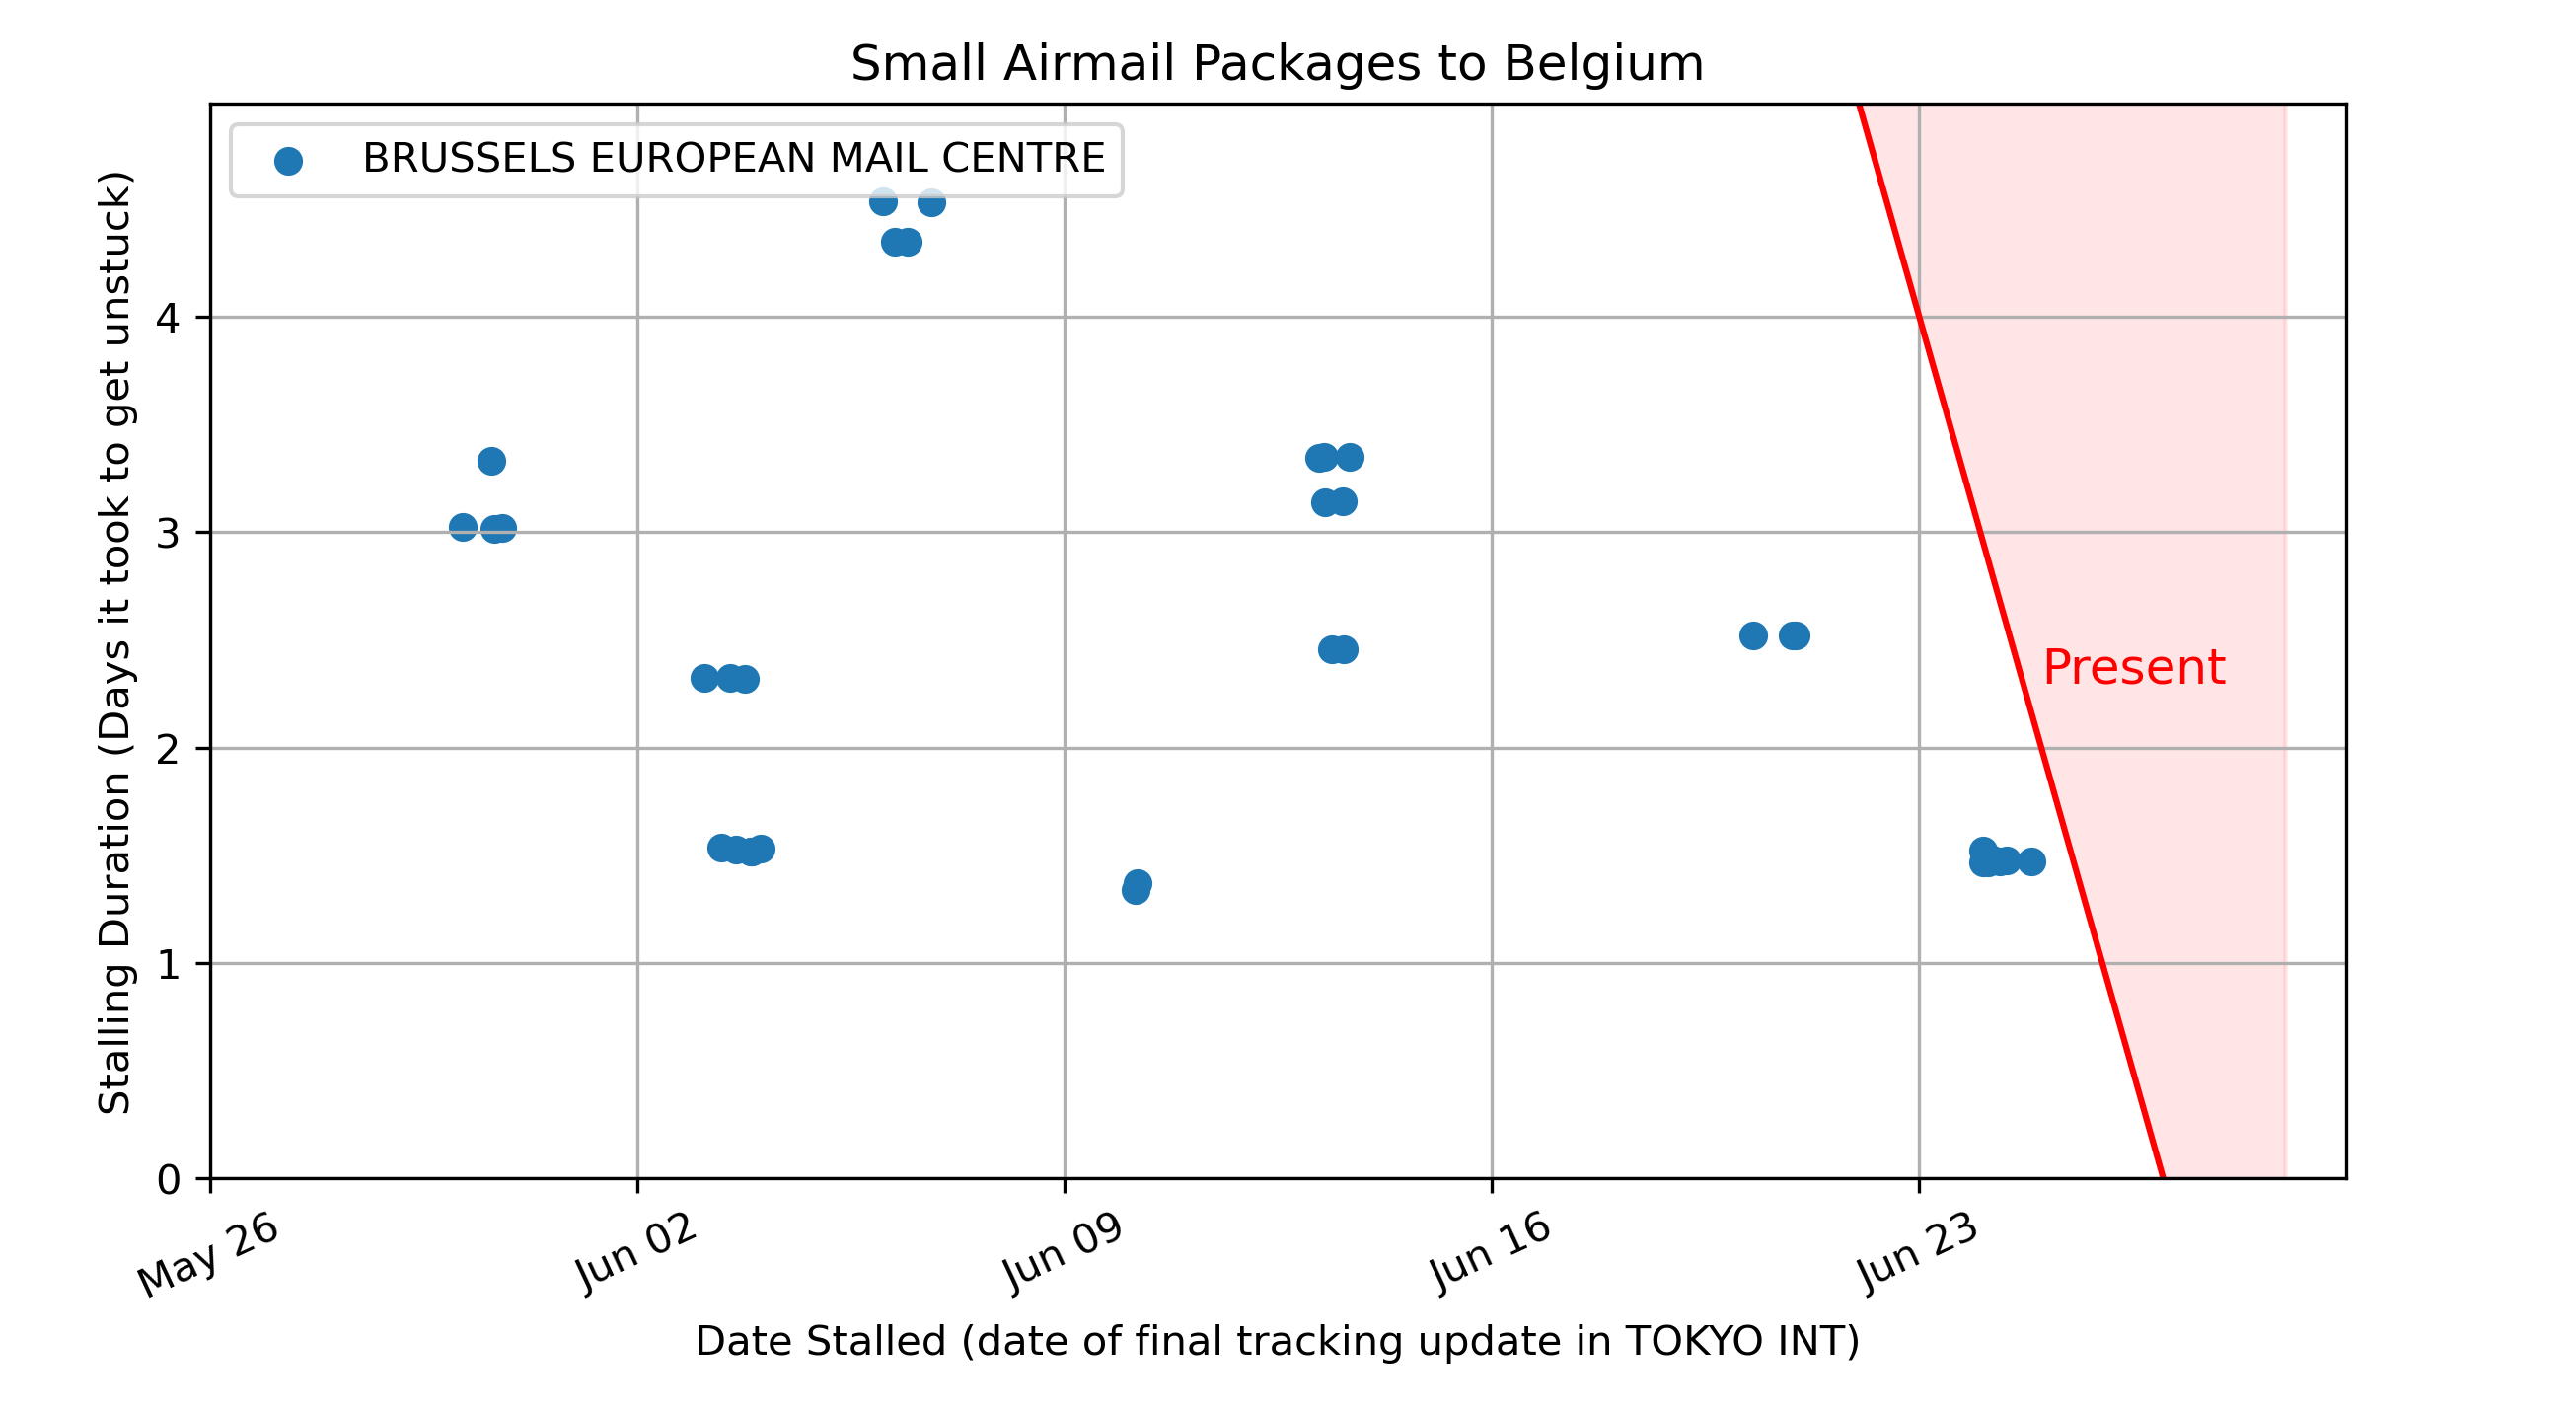 Small Airmail Packages to Belgium
BRUSSELS EUROPEAN MAIL CENTRE
Stalling Duration (Days it took to get unstuck)
4
3
2
1
0
Present
May 26
Jun 02
Jun 09
Jun 16
Jun 23
Date Stalled (date of final tracking update in TOKYO INT)